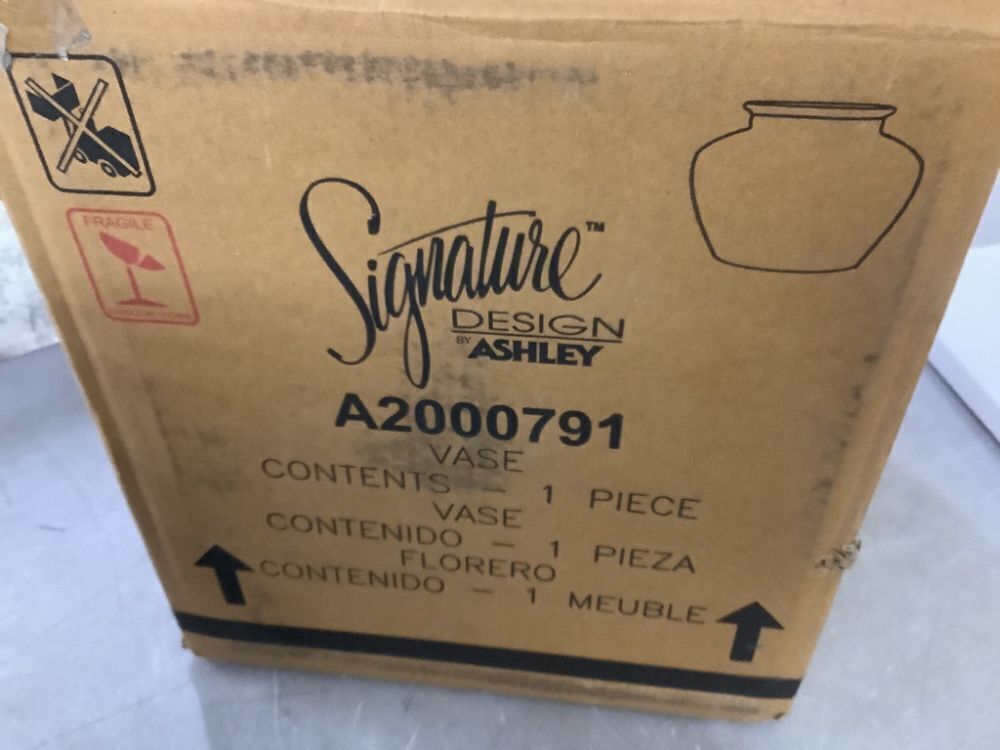 FRAGILE
Signature™
DESIGN
BY ASHLEY
A2000791
VASE
CONTENTS - 1 PIECE
VASE
CONTENIDO - 1 PIEZA
FLORERO
CONTENIDO - 1 MEUBLE